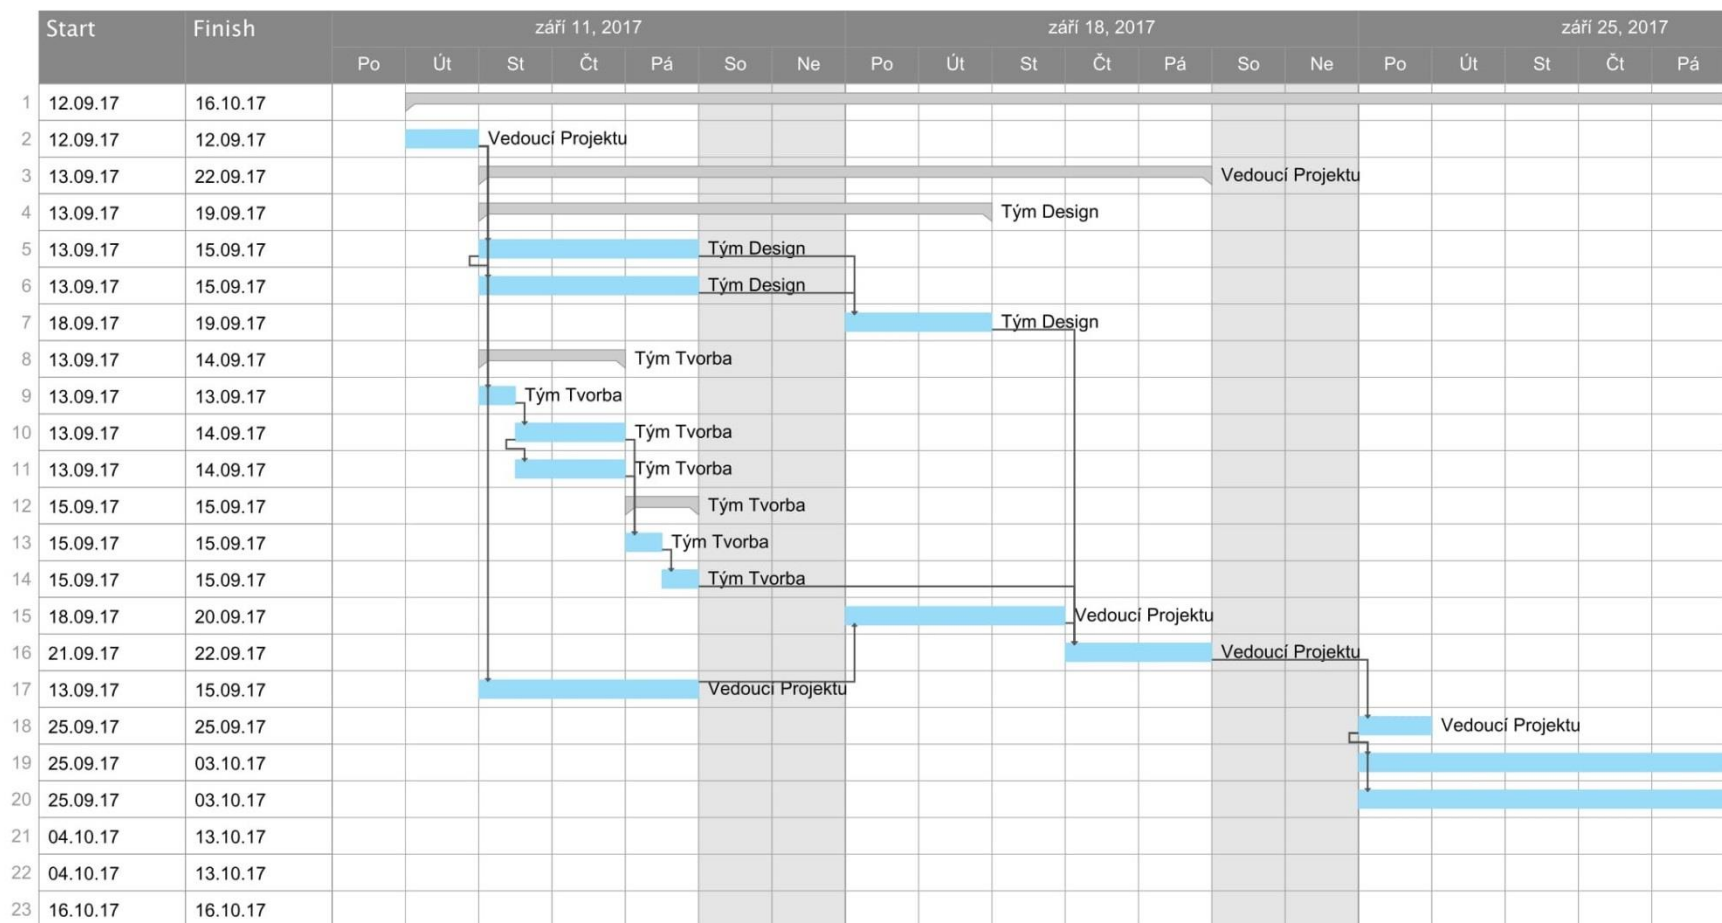 Start Finish září 11, 2017 září 18, 2017 září 25, 2017
Po Út St Čt Pá So Ne Po Út St Čt Pá So Ne Po Út St Čt Pá
1 12.09.17 16.10.17
2 12.09.17 12.09.17 Vedoucí Projektu
3 13.09.17 22.09.17 Vedoucí Projektu
4 13.09.17 19.09.17 Tým Design
5 13.09.17 15.09.17 Tým Design
6 13.09.17 15.09.17 Tým Design
7 18.09.17 19.09.17 Tým Design
8 13.09.17 14.09.17 Tým Tvorba
9 13.09.17 13.09.17 Tým Tvorba
10 13.09.17 14.09.17 Tým Tvorba
11 13.09.17 14.09.17 Tým Tvorba
12 15.09.17 15.09.17 Tým Tvorba
13 15.09.17 15.09.17 Tým Tvorba
14 15.09.17 15.09.17 Tým Tvorba
15 18.09.17 20.09.17 Vedoucí Projektu
16 21.09.17 22.09.17 Vedoucí Projektu
17 13.09.17 15.09.17 Vedoucí Projektu
18 25.09.17 25.09.17 Vedoucí Projektu
19 25.09.17 03.10.17
20 25.09.17 03.10.17
21 04.10.17 13.10.17
22 04.10.17 13.10.17
23 16.10.17 16.10.17